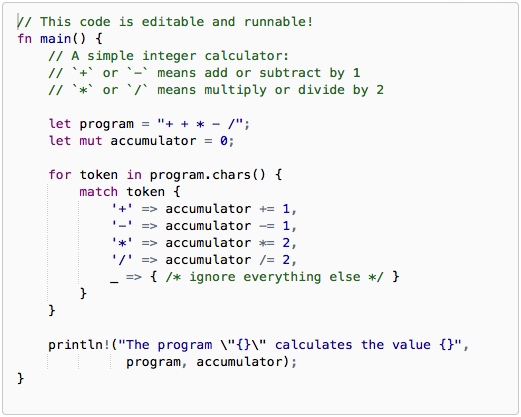 // This code is editable and runnable!
fn main() {
    // A simple integer calculator:
    // `+` or `-` means add or subtract by 1
    // `*` or `/` means multiply or divide by 2

    let program = "+ + * - /";
    let mut accumulator = 0;

    for token in program.chars() {
        match token {
            '+' => accumulator += 1,
            '-' => accumulator -= 1,
            '*' => accumulator *= 2,
            '/' => accumulator /= 2,
            _ => { /* ignore everything else */ }
        }
    }

    println!("The program \"{}\" calculates the value {}",
              program, accumulator);
}